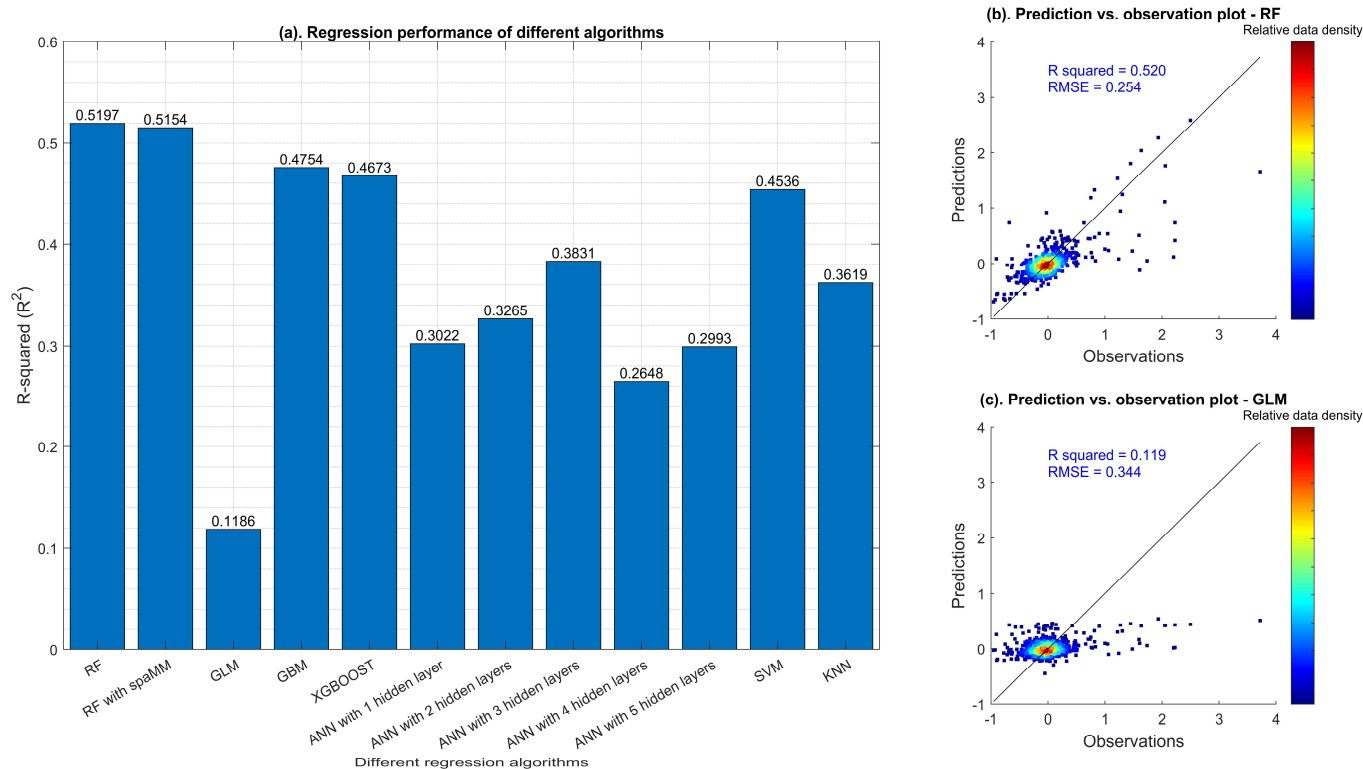 (a). Regression performance of different algorithms
0.6
0.5
0.4
0.3
0.2
0.1
0
R-squared (R²)
0.5197
0.5154
0.1186
0.4754
0.4673
0.3022
0.3265
0.3831
0.2648
0.2993
0.4536
0.3619
RF
RF with spaMM
GLM
GBM
XGBOOST
ANN with 1 hidden layer
ANN with 2 hidden layers
ANN with 3 hidden layers
ANN with 4 hidden layers
ANN with 5 hidden layers
SVM
KNN
Different regression algorithms
(b). Prediction vs. observation plot - RF
Relative data density
R squared = 0.520
RMSE = 0.254
4
3
2
1
0
-1
Predictions
-1 0 1 2 3 4
Observations
(c). Prediction vs. observation plot - GLM
Relative data density
R squared = 0.119
RMSE = 0.344
4
3
2
1
0
-1
Predictions
-1 0 1 2 3 4
Observations